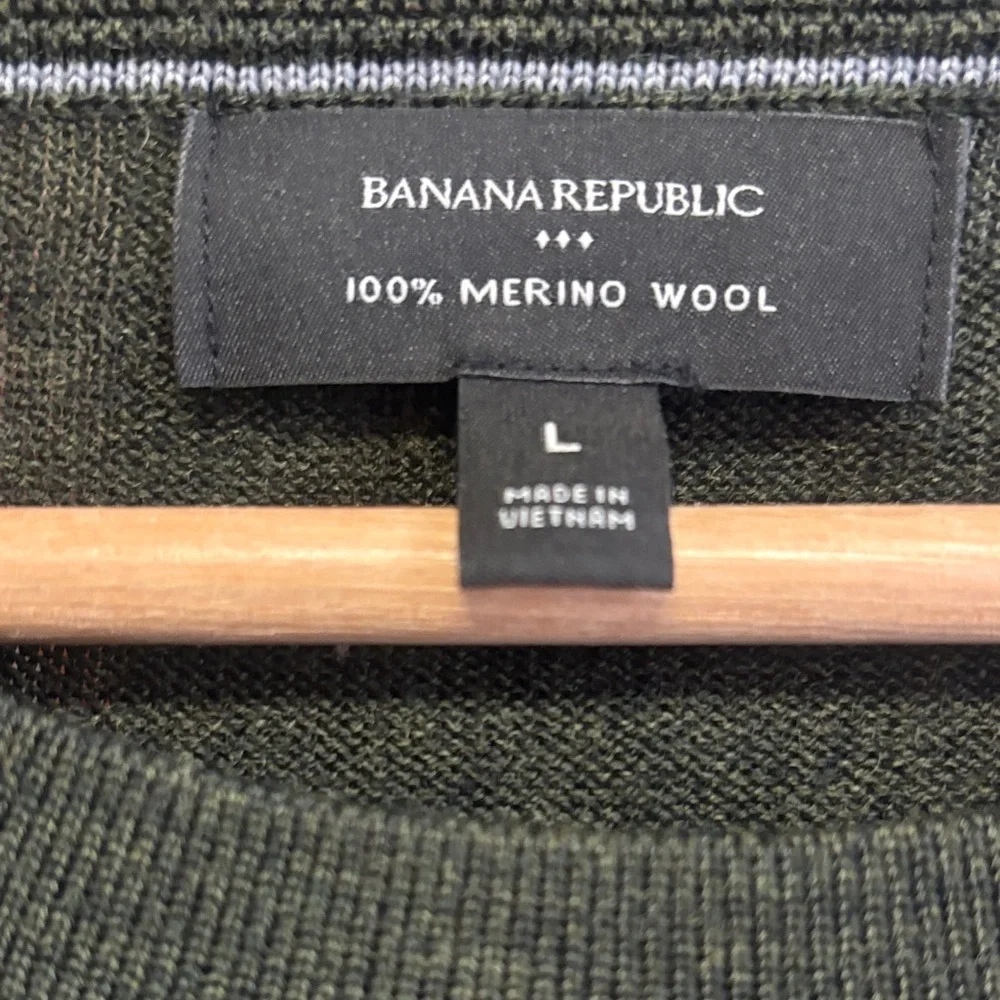 BANANA REPUBLIC
100% MERINO WOOL
L
MADE IN
VIETNAM